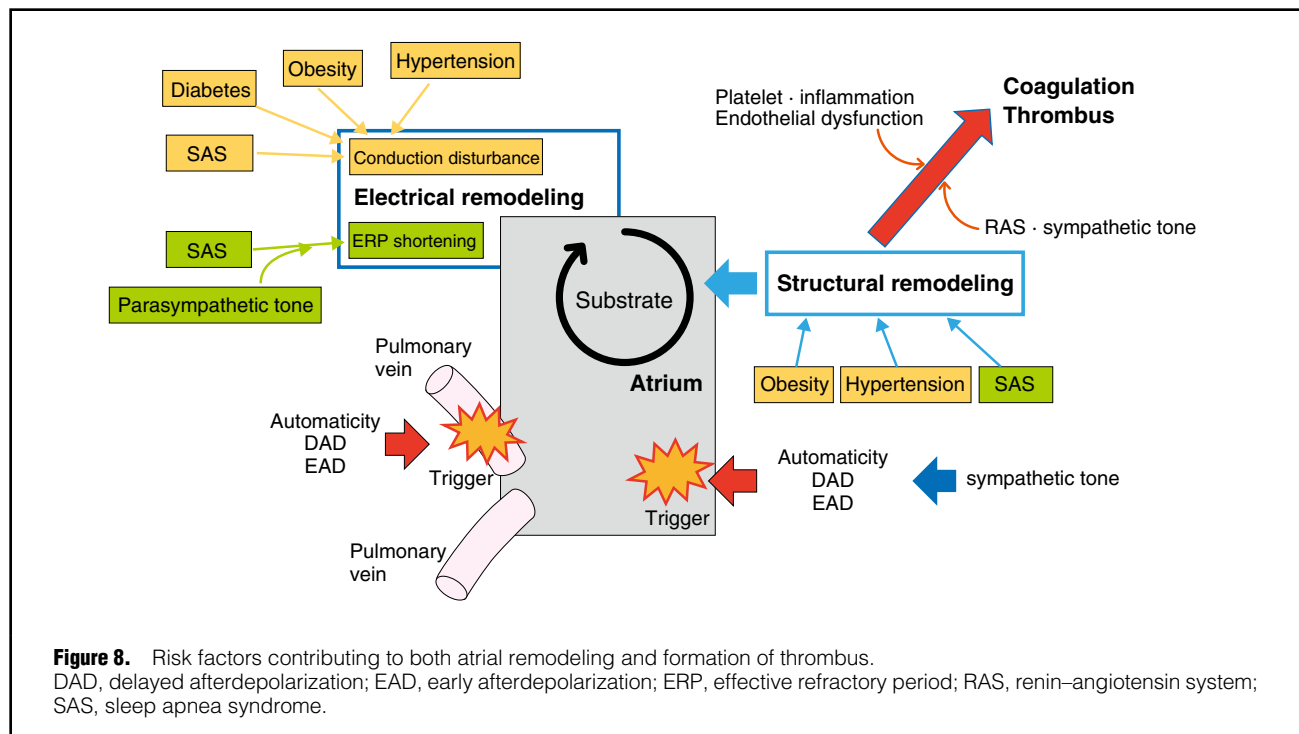 Diabetes
Obesity
Hypertension
SAS
Conduction disturbance
Electrical remodeling
SAS
ERP shortening
Parasympathetic tone
Platelet · inflammation
Endothelial dysfunction
Coagulation
Thrombus
RAS · sympathetic tone
Structural remodeling
Obesity
Hypertension
SAS
Substrate
Atrium
Pulmonary
vein
Automaticity
DAD
EAD
Trigger
Pulmonary
vein
Trigger
Automaticity
DAD
EAD
sympathetic tone
Figure 8. Risk factors contributing to both atrial remodeling and formation of thrombus.
DAD, delayed afterdepolarization; EAD, early afterdepolarization; ERP, effective refractory period; RAS, renin–angiotensin system;
SAS, sleep apnea syndrome.